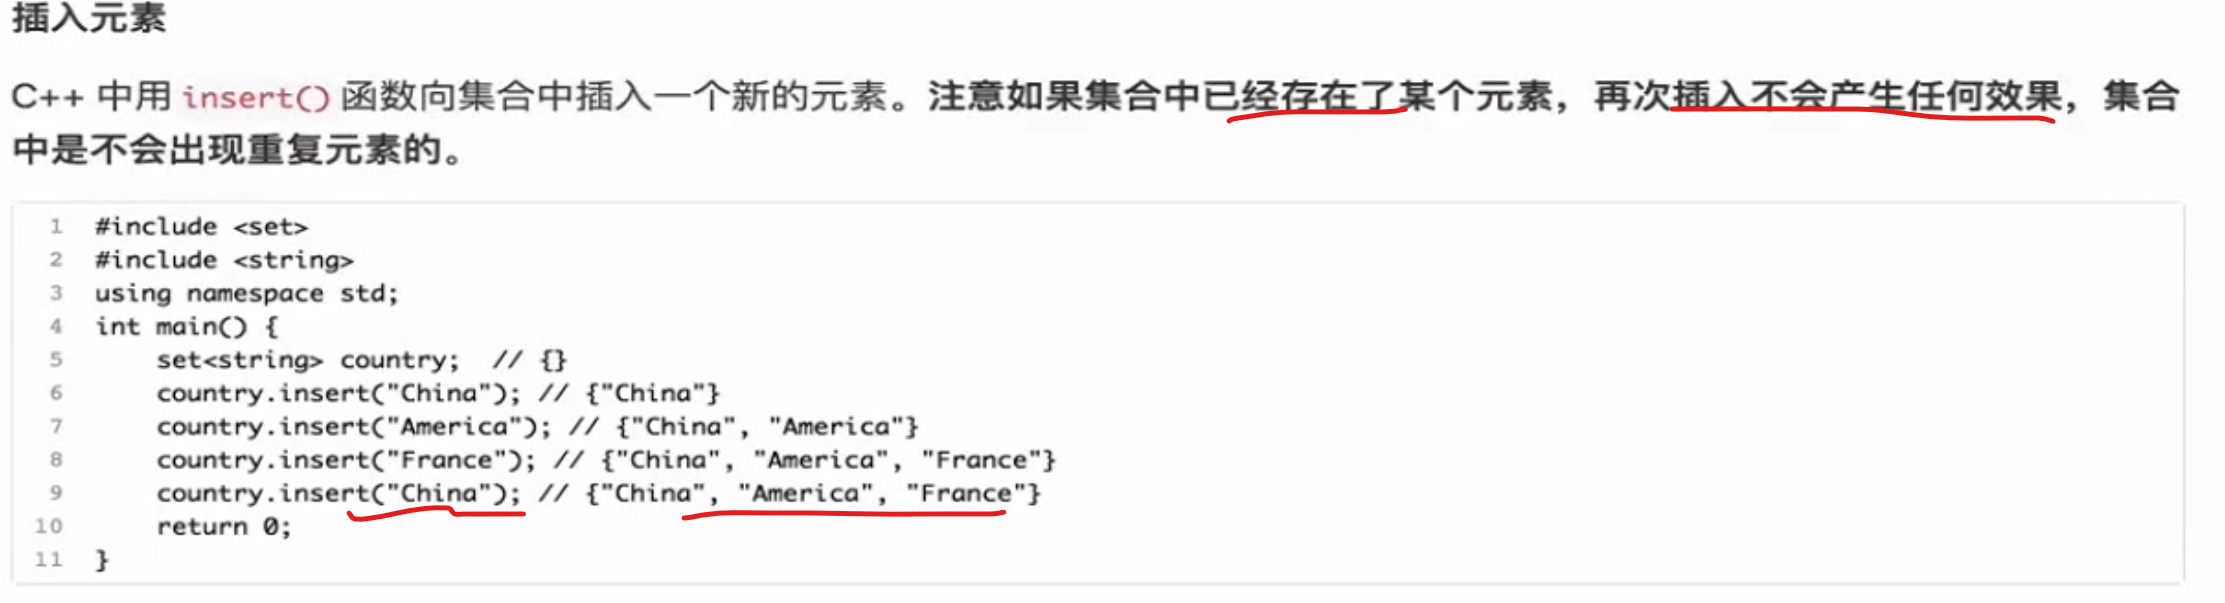 插入元素
C++ 中用 insert() 函数向集合中插入一个新的元素。注意如果集合中已经存在了某个元素，再次插入不会产生任何效果，集合
中是不会出现重复元素的。
1 #include <set>
2 #include <string>
3 using namespace std;
4 int main() {
5     set<string> country;  // {}
6     country.insert("China"); // {"China"}
7     country.insert("America"); // {"China", "America"}
8     country.insert("France"); // {"China", "America", "France"}
9     country.insert("China"); // {"China", "America", "France"}
10     return 0;
11 }